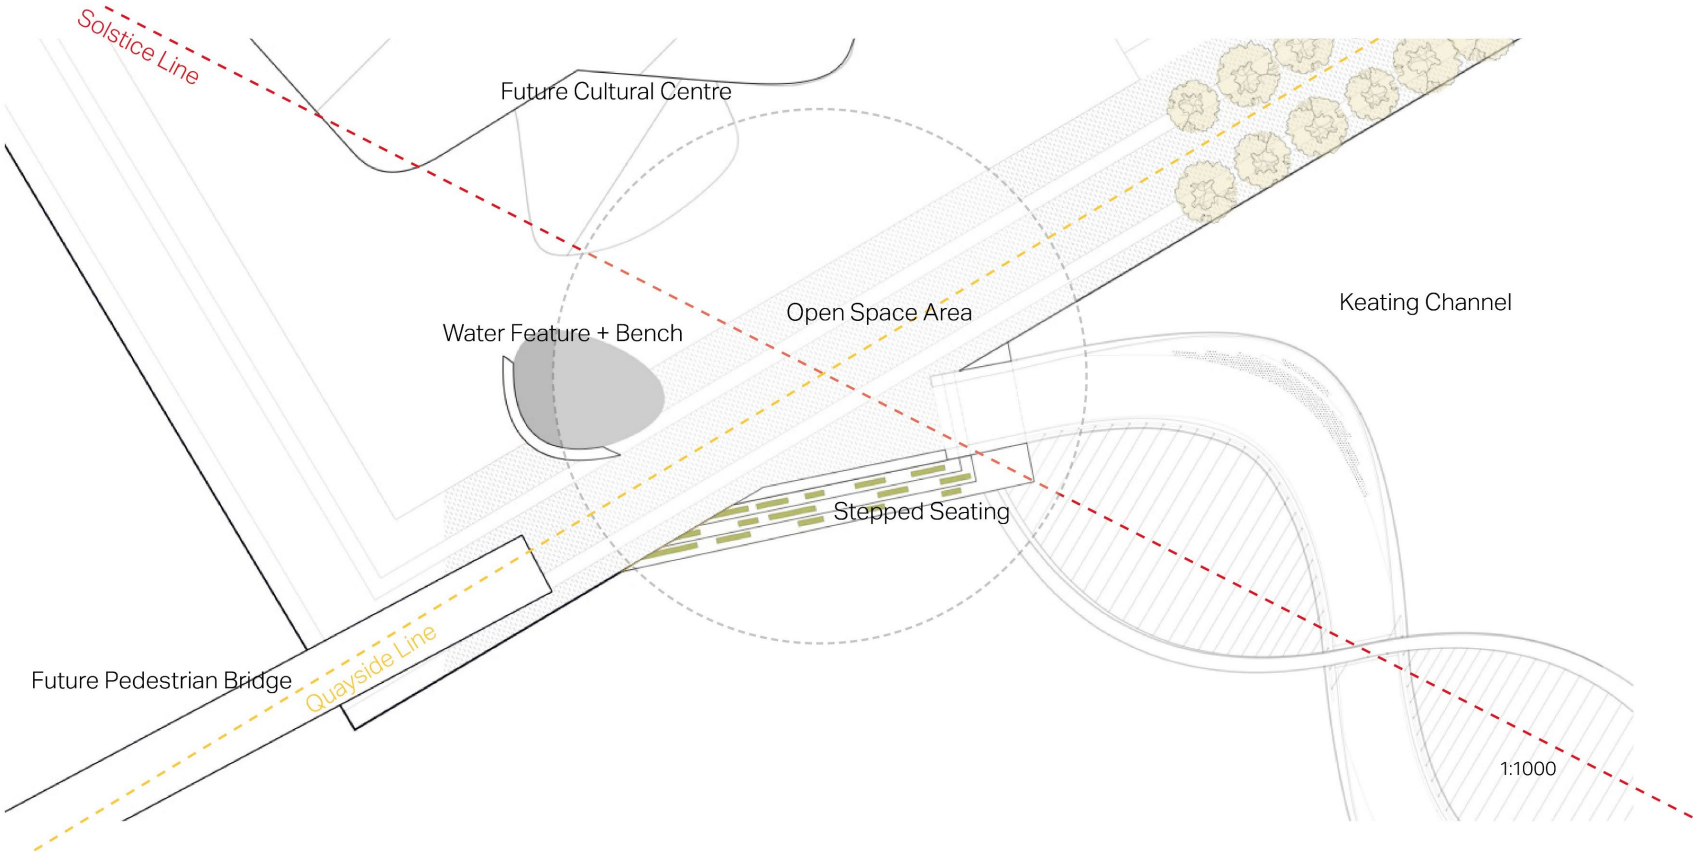 Solstice Line
Future Cultural Centre
Keating Channel
Open Space Area
Water Feature + Bench
Stepped Seating
Quayside Line
Future Pedestrian Bridge
1:1000